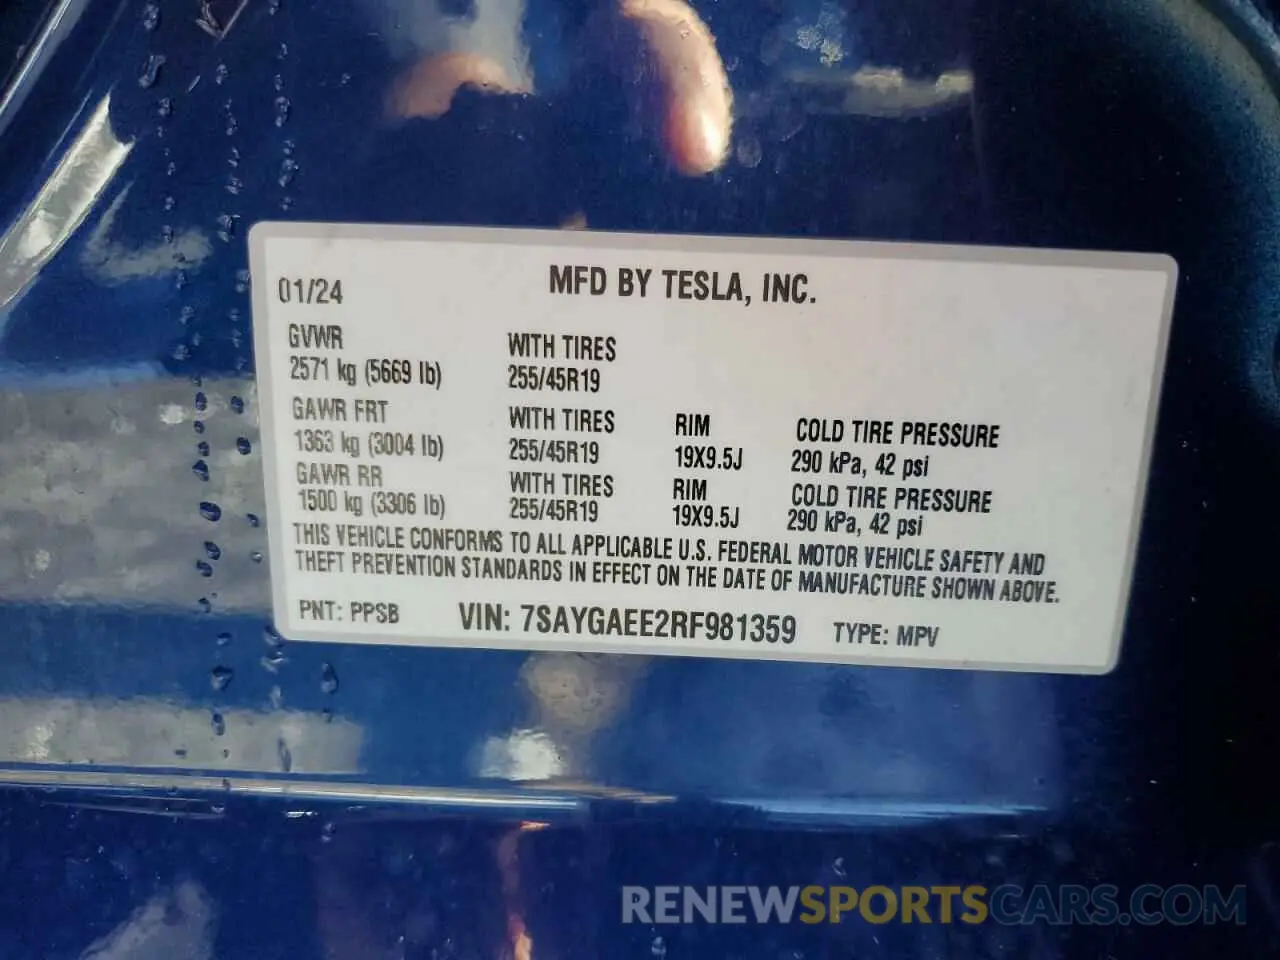 01/24 MFD BY TESLA, INC.
GVWR WITH TIRES
2571 kg (5669 lb) 255/45R19
GAWR FRT WITH TIRES RIM COLD TIRE PRESSURE
1363 kg (3004 lb) 255/45R19 19X9.5J 290 kPa, 42 psi
GAWR RR WITH TIRES RIM COLD TIRE PRESSURE
1500 kg (3306 lb) 255/45R19 19X9.5J 290 kPa, 42 psi
THIS VEHICLE CONFORMS TO ALL APPLICABLE U.S. FEDERAL MOTOR VEHICLE SAFETY AND
THEFT PREVENTION STANDARDS IN EFFECT ON THE DATE OF MANUFACTURE SHOWN ABOVE.
PNT: PPSB VIN: 7SAYGAEE2RF981359 TYPE: MPV
RENEWSPORTSCARS.COM